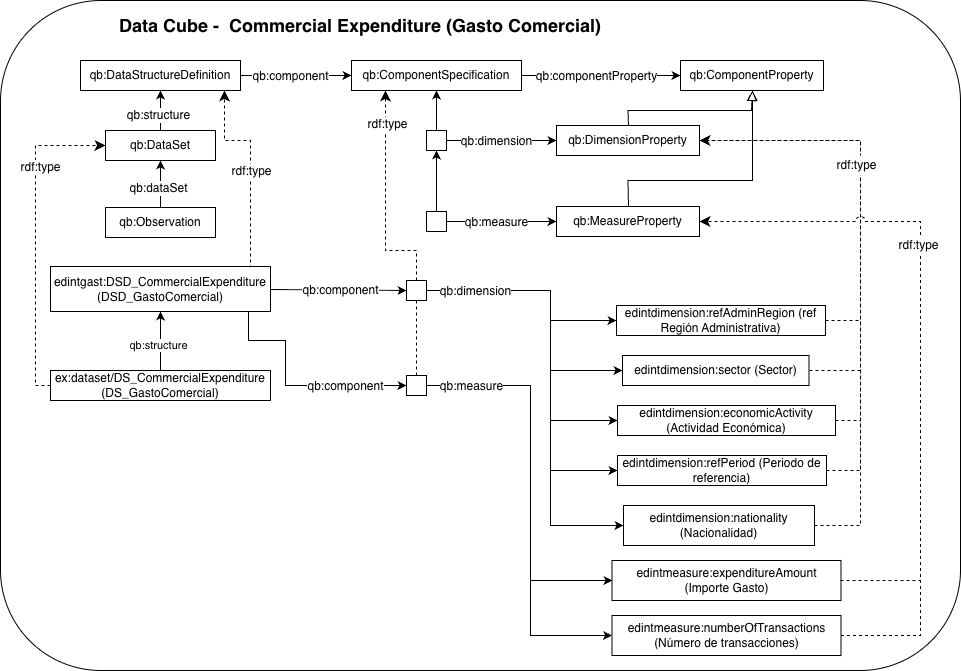 Data Cube -  Commercial Expenditure (Gasto Comercial)
qb:DataStructureDefinition
qb:component
qb:ComponentSpecification
qb:componentProperty
qb:ComponentProperty
qb:structure
rdf:type
qb:DataSet
qb:dimension
qb:DimensionProperty
rdf:type
rdf:type
rdf:type
qb:dataSet
qb:Observation
qb:measure
qb:MeasureProperty
rdf:type
edintgast:DSD_CommercialExpenditure
(DSD_GastoComercial)
qb:component
qb:dimension
edintdimension:refAdminRegion (ref
Región Administrativa)
qb:structure
edintdimension:sector (Sector)
ex:dataset/DS_CommercialExpenditure
(DS_GastoComercial)
qb:component
qb:measure
edintdimension:economicActivity
(Actividad Económica)
edintdimension:refPeriod (Periodo de
referencia)
edintdimension:nationality
(Nacionalidad)
edintmeasure:expenditureAmount
(Importe Gasto)
edintmeasure:numberOfTransactions
(Número de transacciones)